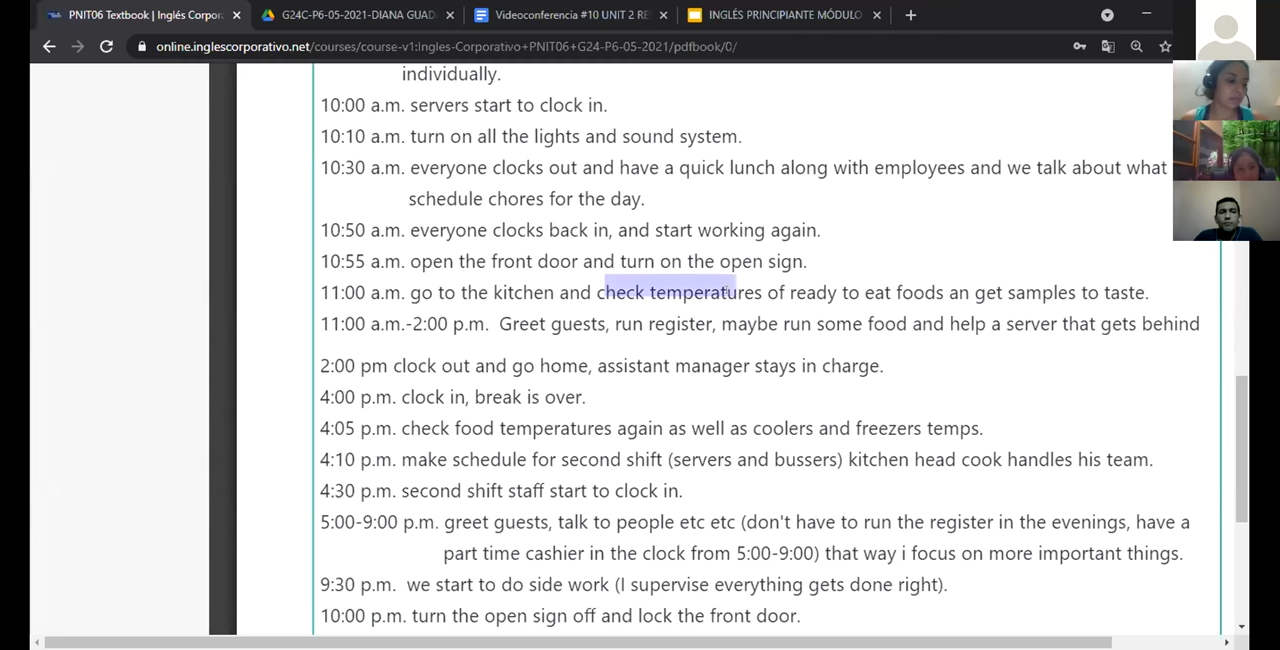 PNIT06 Textbook | Inglés Corporat
G24C-P6-05-2021-DIANA GUAD
Videoconferencia #10 UNIT 2 RE
INGLÉS PRINCIPIANTE MÓDULO
online.inglescorporativo.net/courses/course-v1:Ingles-Corporativo+PNIT06+G24-P6-05-2021/pdfbook/0/
individually.
10:00 a.m. servers start to clock in.
10:10 a.m. turn on all the lights and sound system.
10:30 a.m. everyone clocks out and have a quick lunch along with employees and we talk about what
schedule chores for the day.
10:50 a.m. everyone clocks back in, and start working again.
10:55 a.m. open the front door and turn on the open sign.
11:00 a.m. go to the kitchen and check temperatures of ready to eat foods an get samples to taste.
11:00 a.m.-2:00 p.m. Greet guests, run register, maybe run some food and help a server that gets behind
2:00 pm clock out and go home, assistant manager stays in charge.
4:00 p.m. clock in, break is over.
4:05 p.m. check food temperatures again as well as coolers and freezers temps.
4:10 p.m. make schedule for second shift (servers and bussers) kitchen head cook handles his team.
4:30 p.m. second shift staff start to clock in.
5:00-9:00 p.m. greet guests, talk to people etc etc (don't have to run the register in the evenings, have a
part time cashier in the clock from 5:00-9:00) that way i focus on more important things.
9:30 p.m. we start to do side work (I supervise everything gets done right).
10:00 p.m. turn the open sign off and lock the front door.